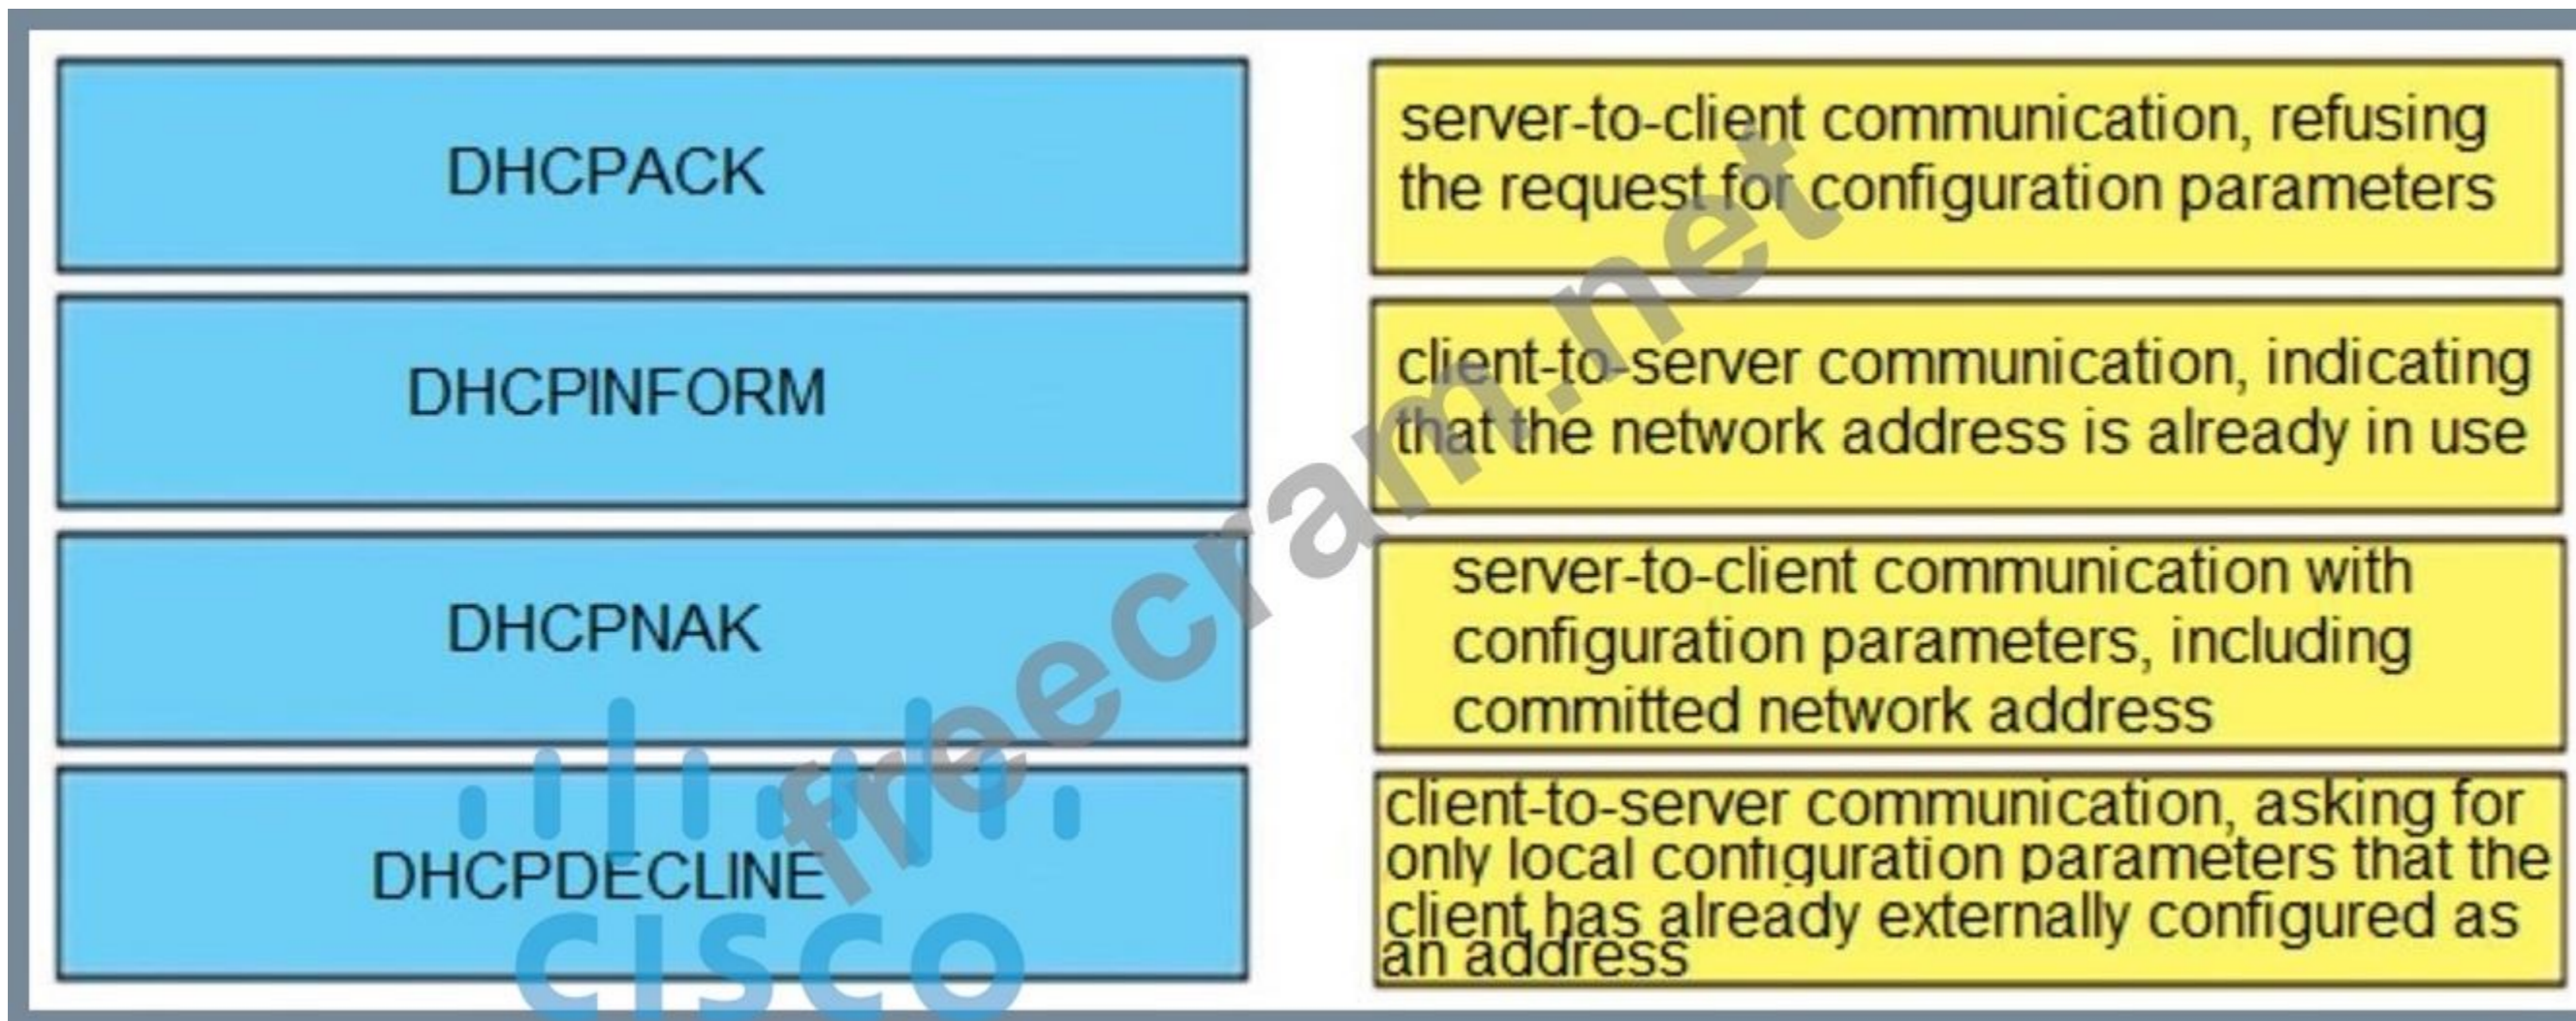 DHCPACK
server-to-client communication, refusing
the request for configuration parameters
DHCPINFORM
client-to-server communication, indicating
that the network address is already in use
DHCPNAK
server-to-client communication with
configuration parameters, including
committed network address
DHCPDECLINE
client-to-server communication, asking for
only local configuration parameters that the
client has already externally configured as
an address
freecram.net
CISCO